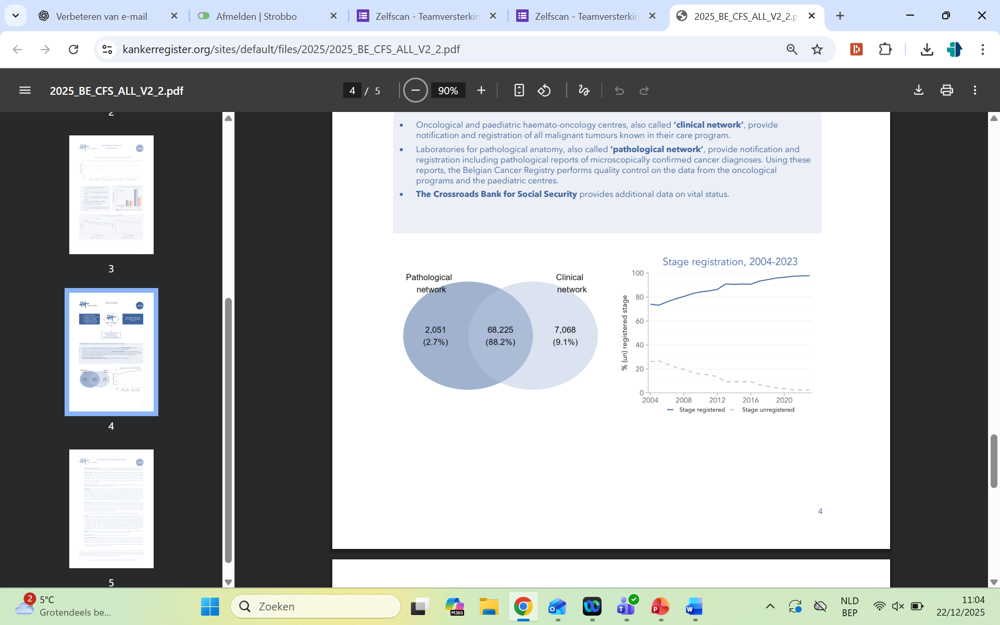 Verbeteren van e-mail
Afmelden | Strobbo
Zelfscan - Teamversterkin
Zelfscan - Teamversterkin
2025_BE_CFS_ALL_V2_2.p
kankerregister.org/sites/default/files/2025/2025_BE_CFS_ALL_V2_2.pdf
2025_BE_CFS_ALL_V2_2.pdf
4 / 5
90%
2
3
4
5
• Oncological and paediatric haemato-oncology centres, also called ‘clinical network’, provide
notification and registration of all malignant tumours known in their care program.
• Laboratories for pathological anatomy, also called ‘pathological network’, provide notification and
registration including pathological reports of microscopically confirmed cancer diagnoses. Using these
reports, the Belgian Cancer Registry performs quality control on the data from the oncological
programs and the paediatric centres.
• The Crossroads Bank for Social Security provides additional data on vital status.
Pathological
network
Clinical
network
2,051
(2.7%)
68,225
(88.2%)
7,068
(9.1%)
Stage registration, 2004-2023
% (un) registered stage
100
80
60
40
20
0
2004 2008 2012 2016 2020
Stage registered
Stage unregistered
4
2
5°C
Grotendeels be...
Zoeken
M365
NLD
BEP
11:04
22/12/2025